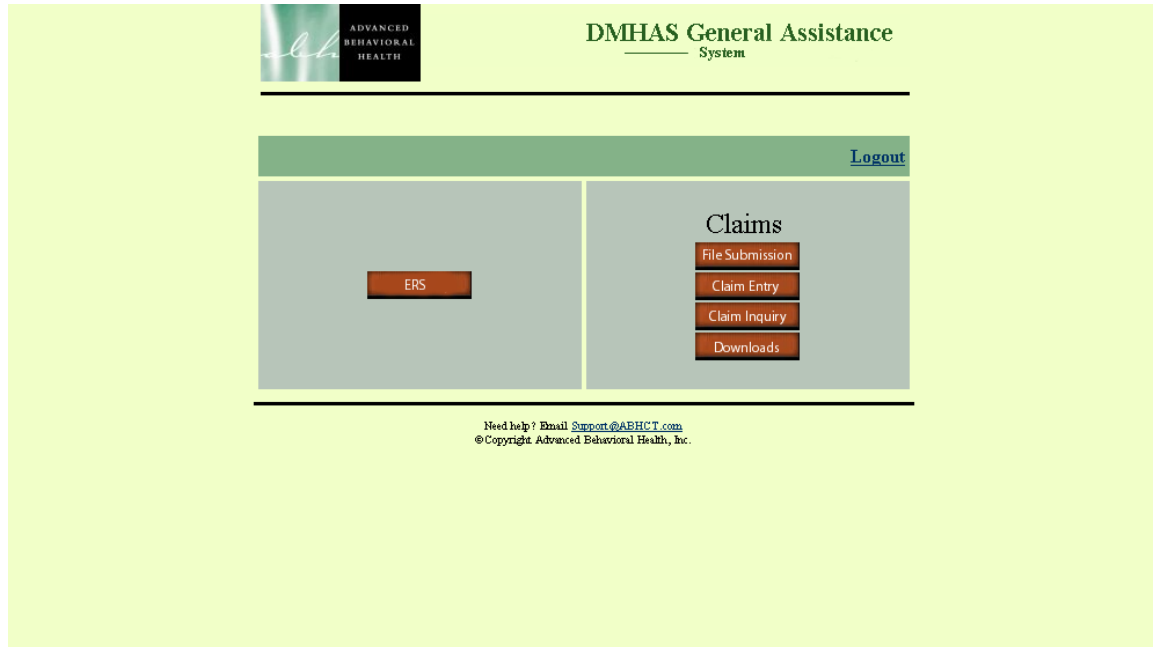 ADVANCED
BEHAVIORAL
HEALTH
DMHAS General Assistance
System
Logout
ERS
Claims
File Submission
Claim Entry
Claim Inquiry
Downloads
Need help? Email Support@ABHCT.com
©Copyright Advanced Behavioral Health, Inc.